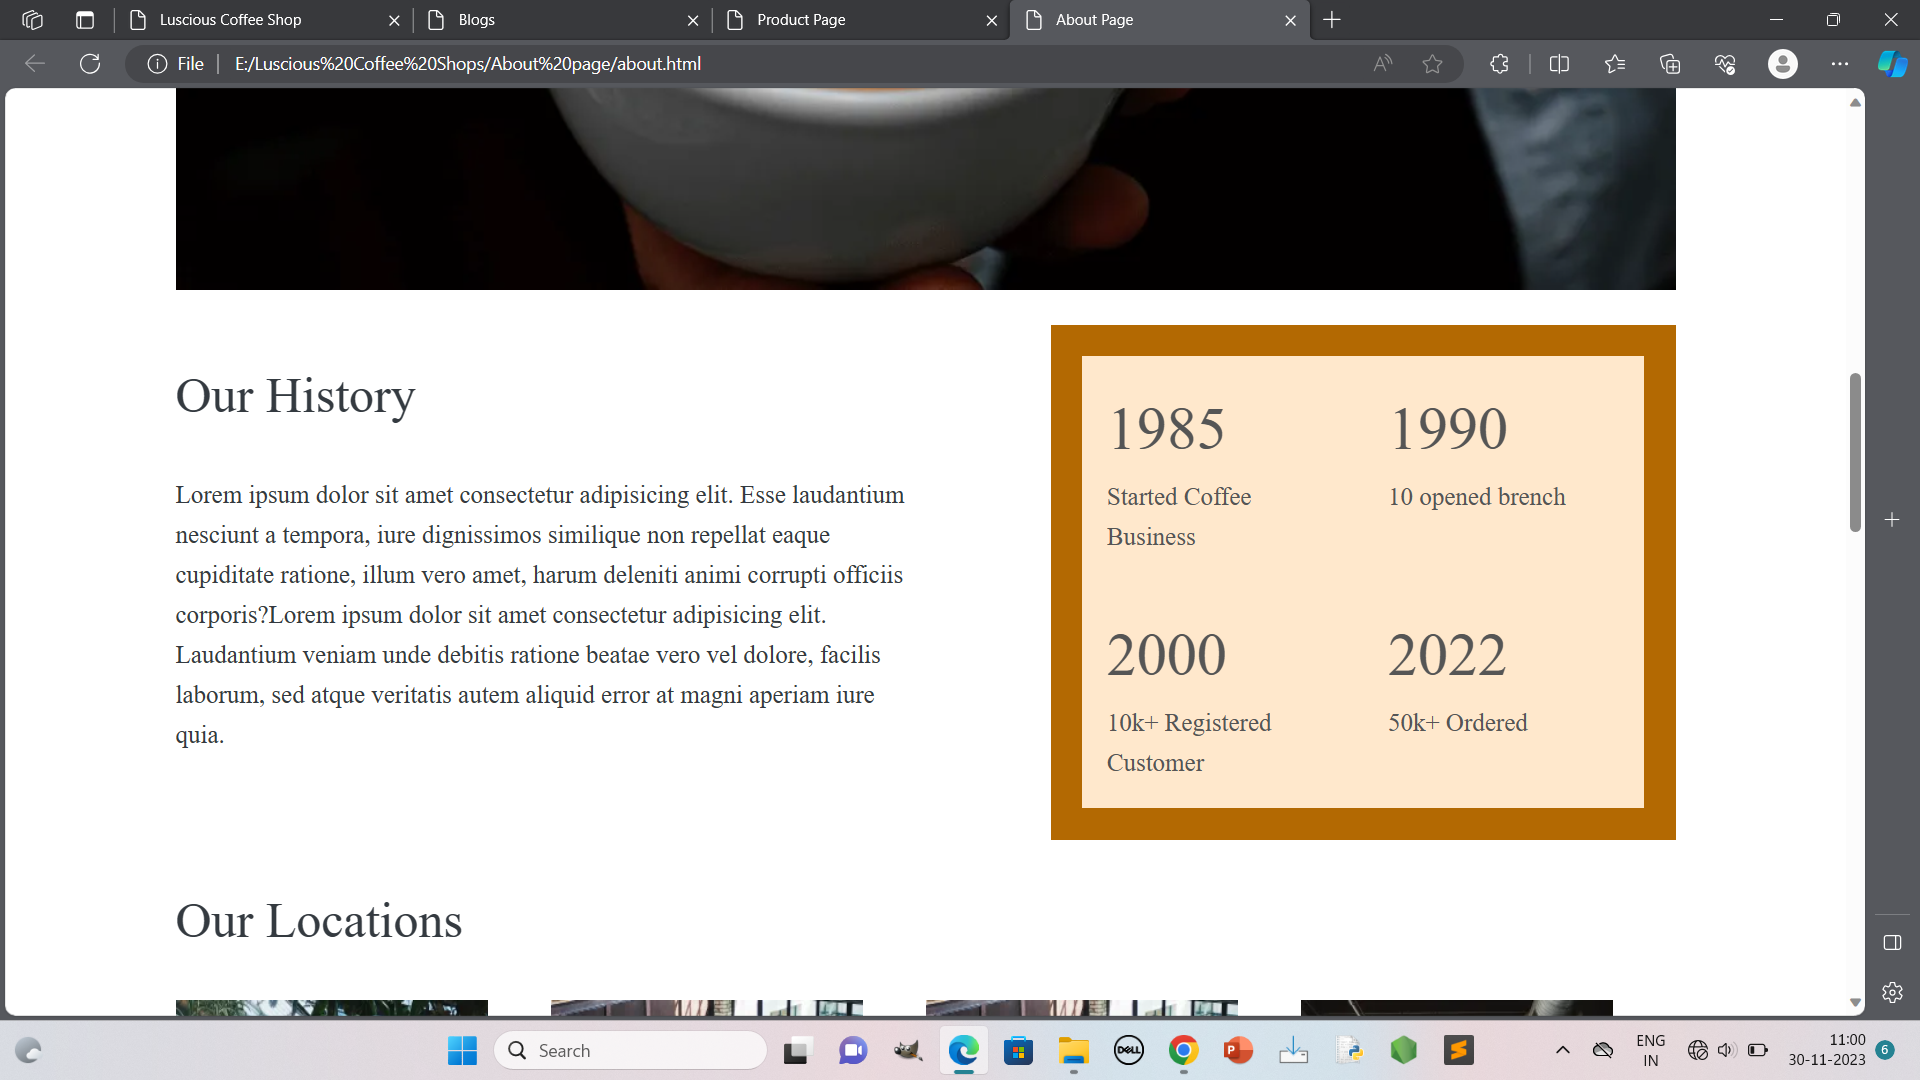 Luscious Coffee Shop
Blogs
Product Page
About Page
File
E:/Luscious%20Coffee%20Shops/About%20page/about.html
Our History
Lorem ipsum dolor sit amet consectetur adipisicing elit. Esse laudantium
nesciunt a tempora, iure dignissimos similique non repellat eaque
cupiditate ratione, illum vero amet, harum deleniti animi corrupti officiis
corporis?Lorem ipsum dolor sit amet consectetur adipisicing elit.
Laudantium veniam unde debitis ratione beatae vero vel dolore, facilis
laborum, sed atque veritatis autem aliquid error at magni aperiam iure
quia.
1985
Started Coffee
Business
1990
10 opened brench
2000
10k+ Registered
Customer
2022
50k+ Ordered
Our Locations
Search
DELL
P
S
ENG
IN
11:00
30-11-2023
6